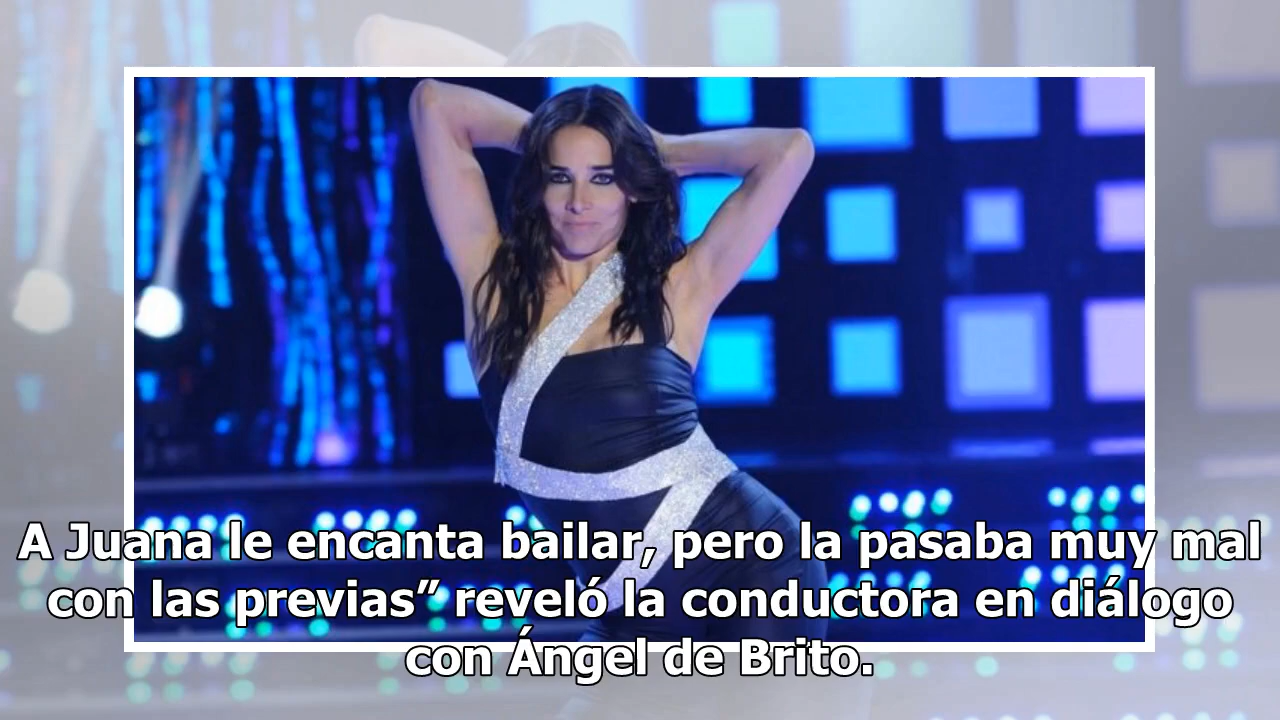 A Juana le encanta bailar, pero la pasaba muy mal
con las previas” reveló la conductora en diálogo
con Ángel de Brito.